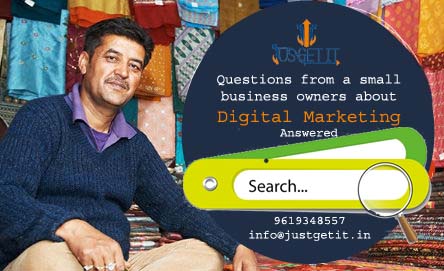 JUSTGETIT
Questions from a small
business owners about
Digital Marketing
Answered
Search...
9619348557
info@justgetit.in